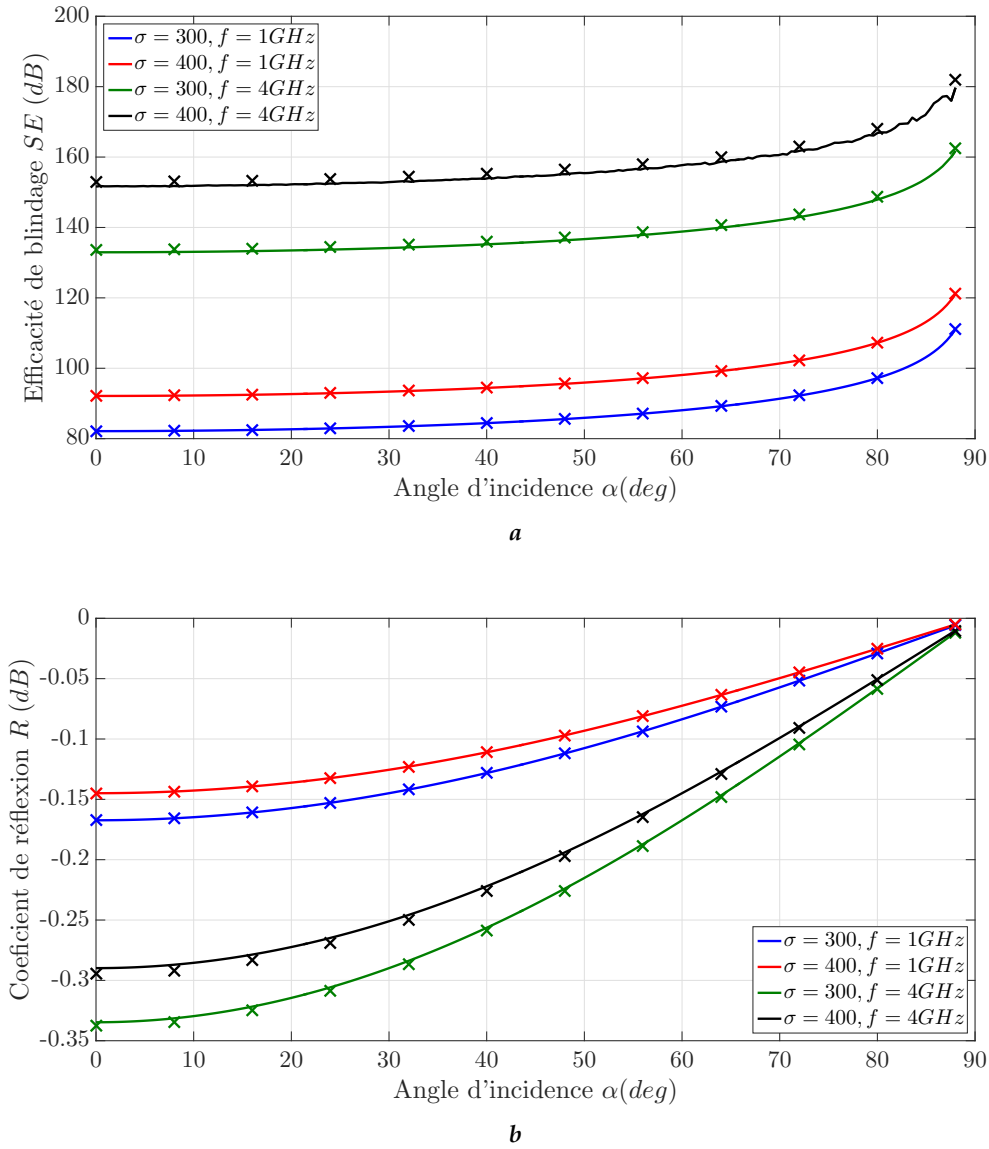 200
180
160
140
120
100
80
Efficacité de blindage SE (dB)
σ = 300, f = 1GHz
σ = 400, f = 1GHz
σ = 300, f = 4GHz
σ = 400, f = 4GHz
0 10 20 30 40 50 60 70 80 90
Angle d'incidence α(deg)
a
0
-0.05
-0.1
-0.15
-0.2
-0.25
-0.3
-0.35
Coeficient de réflexion R (dB)
σ = 300, f = 1GHz
σ = 400, f = 1GHz
σ = 300, f = 4GHz
σ = 400, f = 4GHz
0 10 20 30 40 50 60 70 80 90
Angle d'incidence α(deg)
b